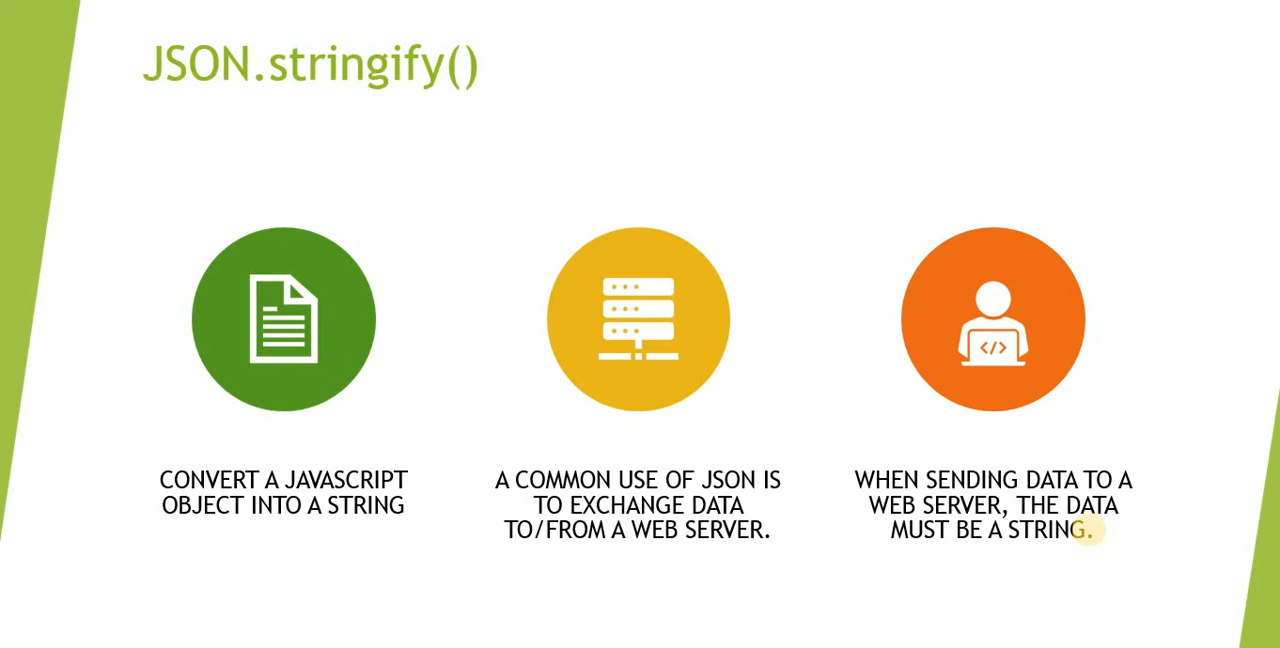 JSON.stringify()
CONVERT A JAVASCRIPT
OBJECT INTO A STRING
A COMMON USE OF JSON IS
TO EXCHANGE DATA
TO/FROM A WEB SERVER.
WHEN SENDING DATA TO A
WEB SERVER, THE DATA
MUST BE A STRING.